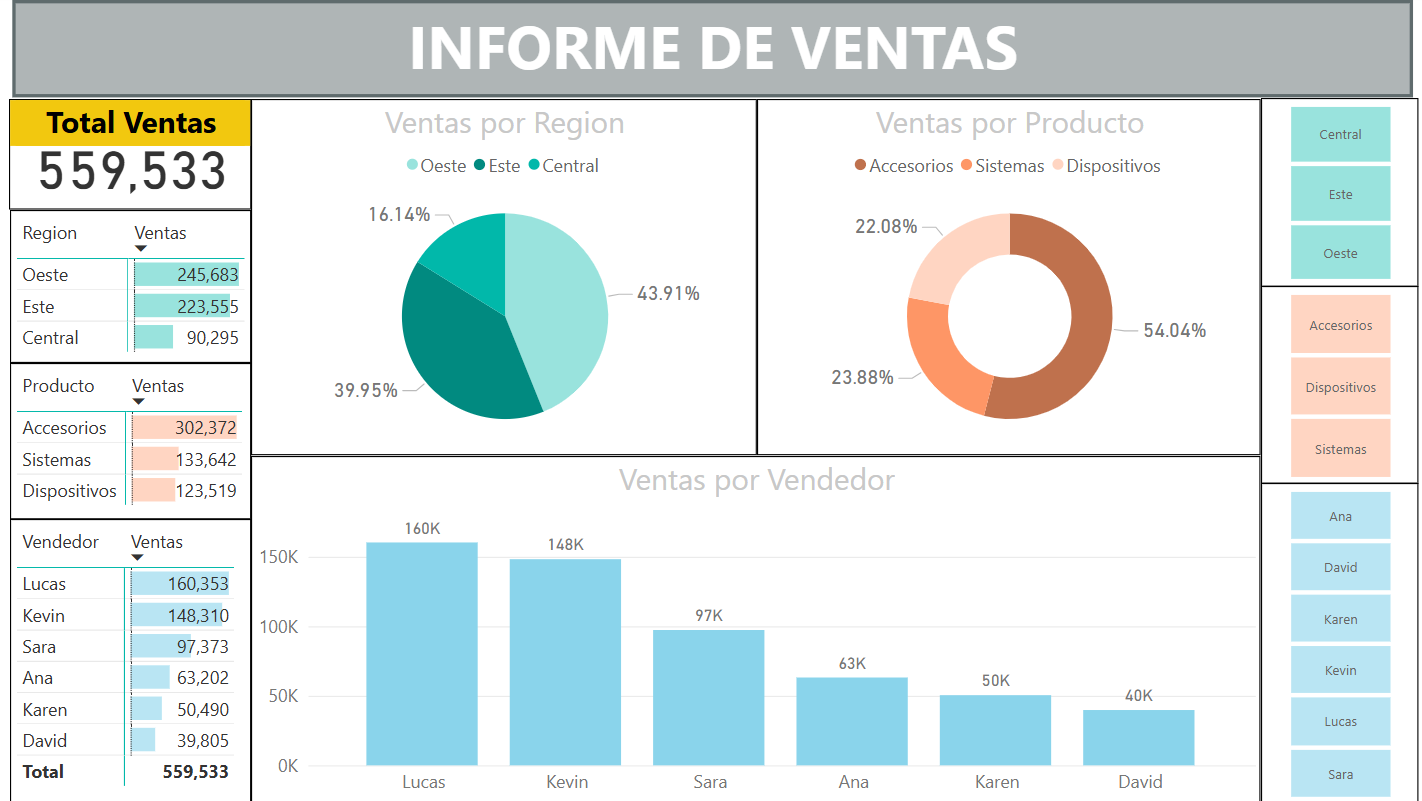 INFORME DE VENTAS
Total Ventas
559,533
Region Ventas
Oeste 245,683
Este 223,555
Central 90,295
Producto Ventas
Accesorios 302,372
Sistemas 133,642
Dispositivos 123,519
Vendedor Ventas
Lucas 160,353
Kevin 148,310
Sara 97,373
Ana 63,202
Karen 50,490
David 39,805
Total 559,533
Ventas por Region
Oeste Este Central
16.14%
43.91%
39.95%
Ventas por Producto
Accesorios Sistemas Dispositivos
22.08%
54.04%
23.88%
Ventas por Vendedor
160K
148K
97K
63K
50K
40K
150K
100K
50K
0K
Lucas Kevin Sara Ana Karen David
Central
Este
Oeste
Accesorios
Dispositivos
Sistemas
Ana
David
Karen
Kevin
Lucas
Sara